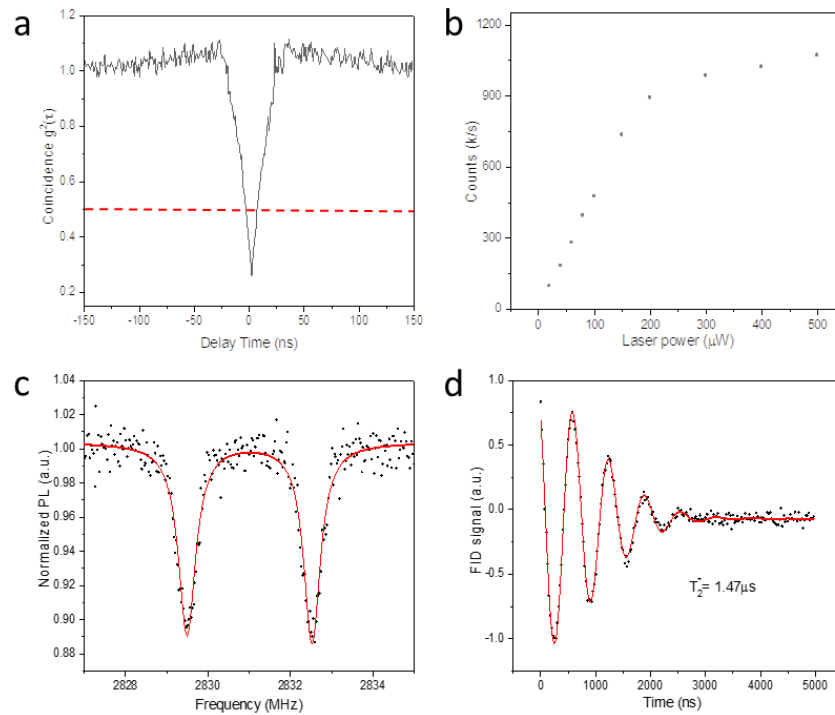 a
1.2
1.0
0.8
0.6
0.4
0.2
Coincidence g²(τ)
-150 -100 -50 0 50 100 150
Delay Time (ns)
b
1200
900
600
300
0
Counts (k/s)
0 100 200 300 400 500
Laser power (μW)
c
1.04
1.02
1.00
0.98
0.96
0.94
0.92
0.90
0.88
Normalized PL (a.u.)
2828 2830 2832 2834
Frequency (MHz)
d
1.0
0.5
0.0
-0.5
-1.0
FID signal (a.u.)
T₂*= 1.47μs
0 1000 2000 3000 4000 5000
Time (ns)